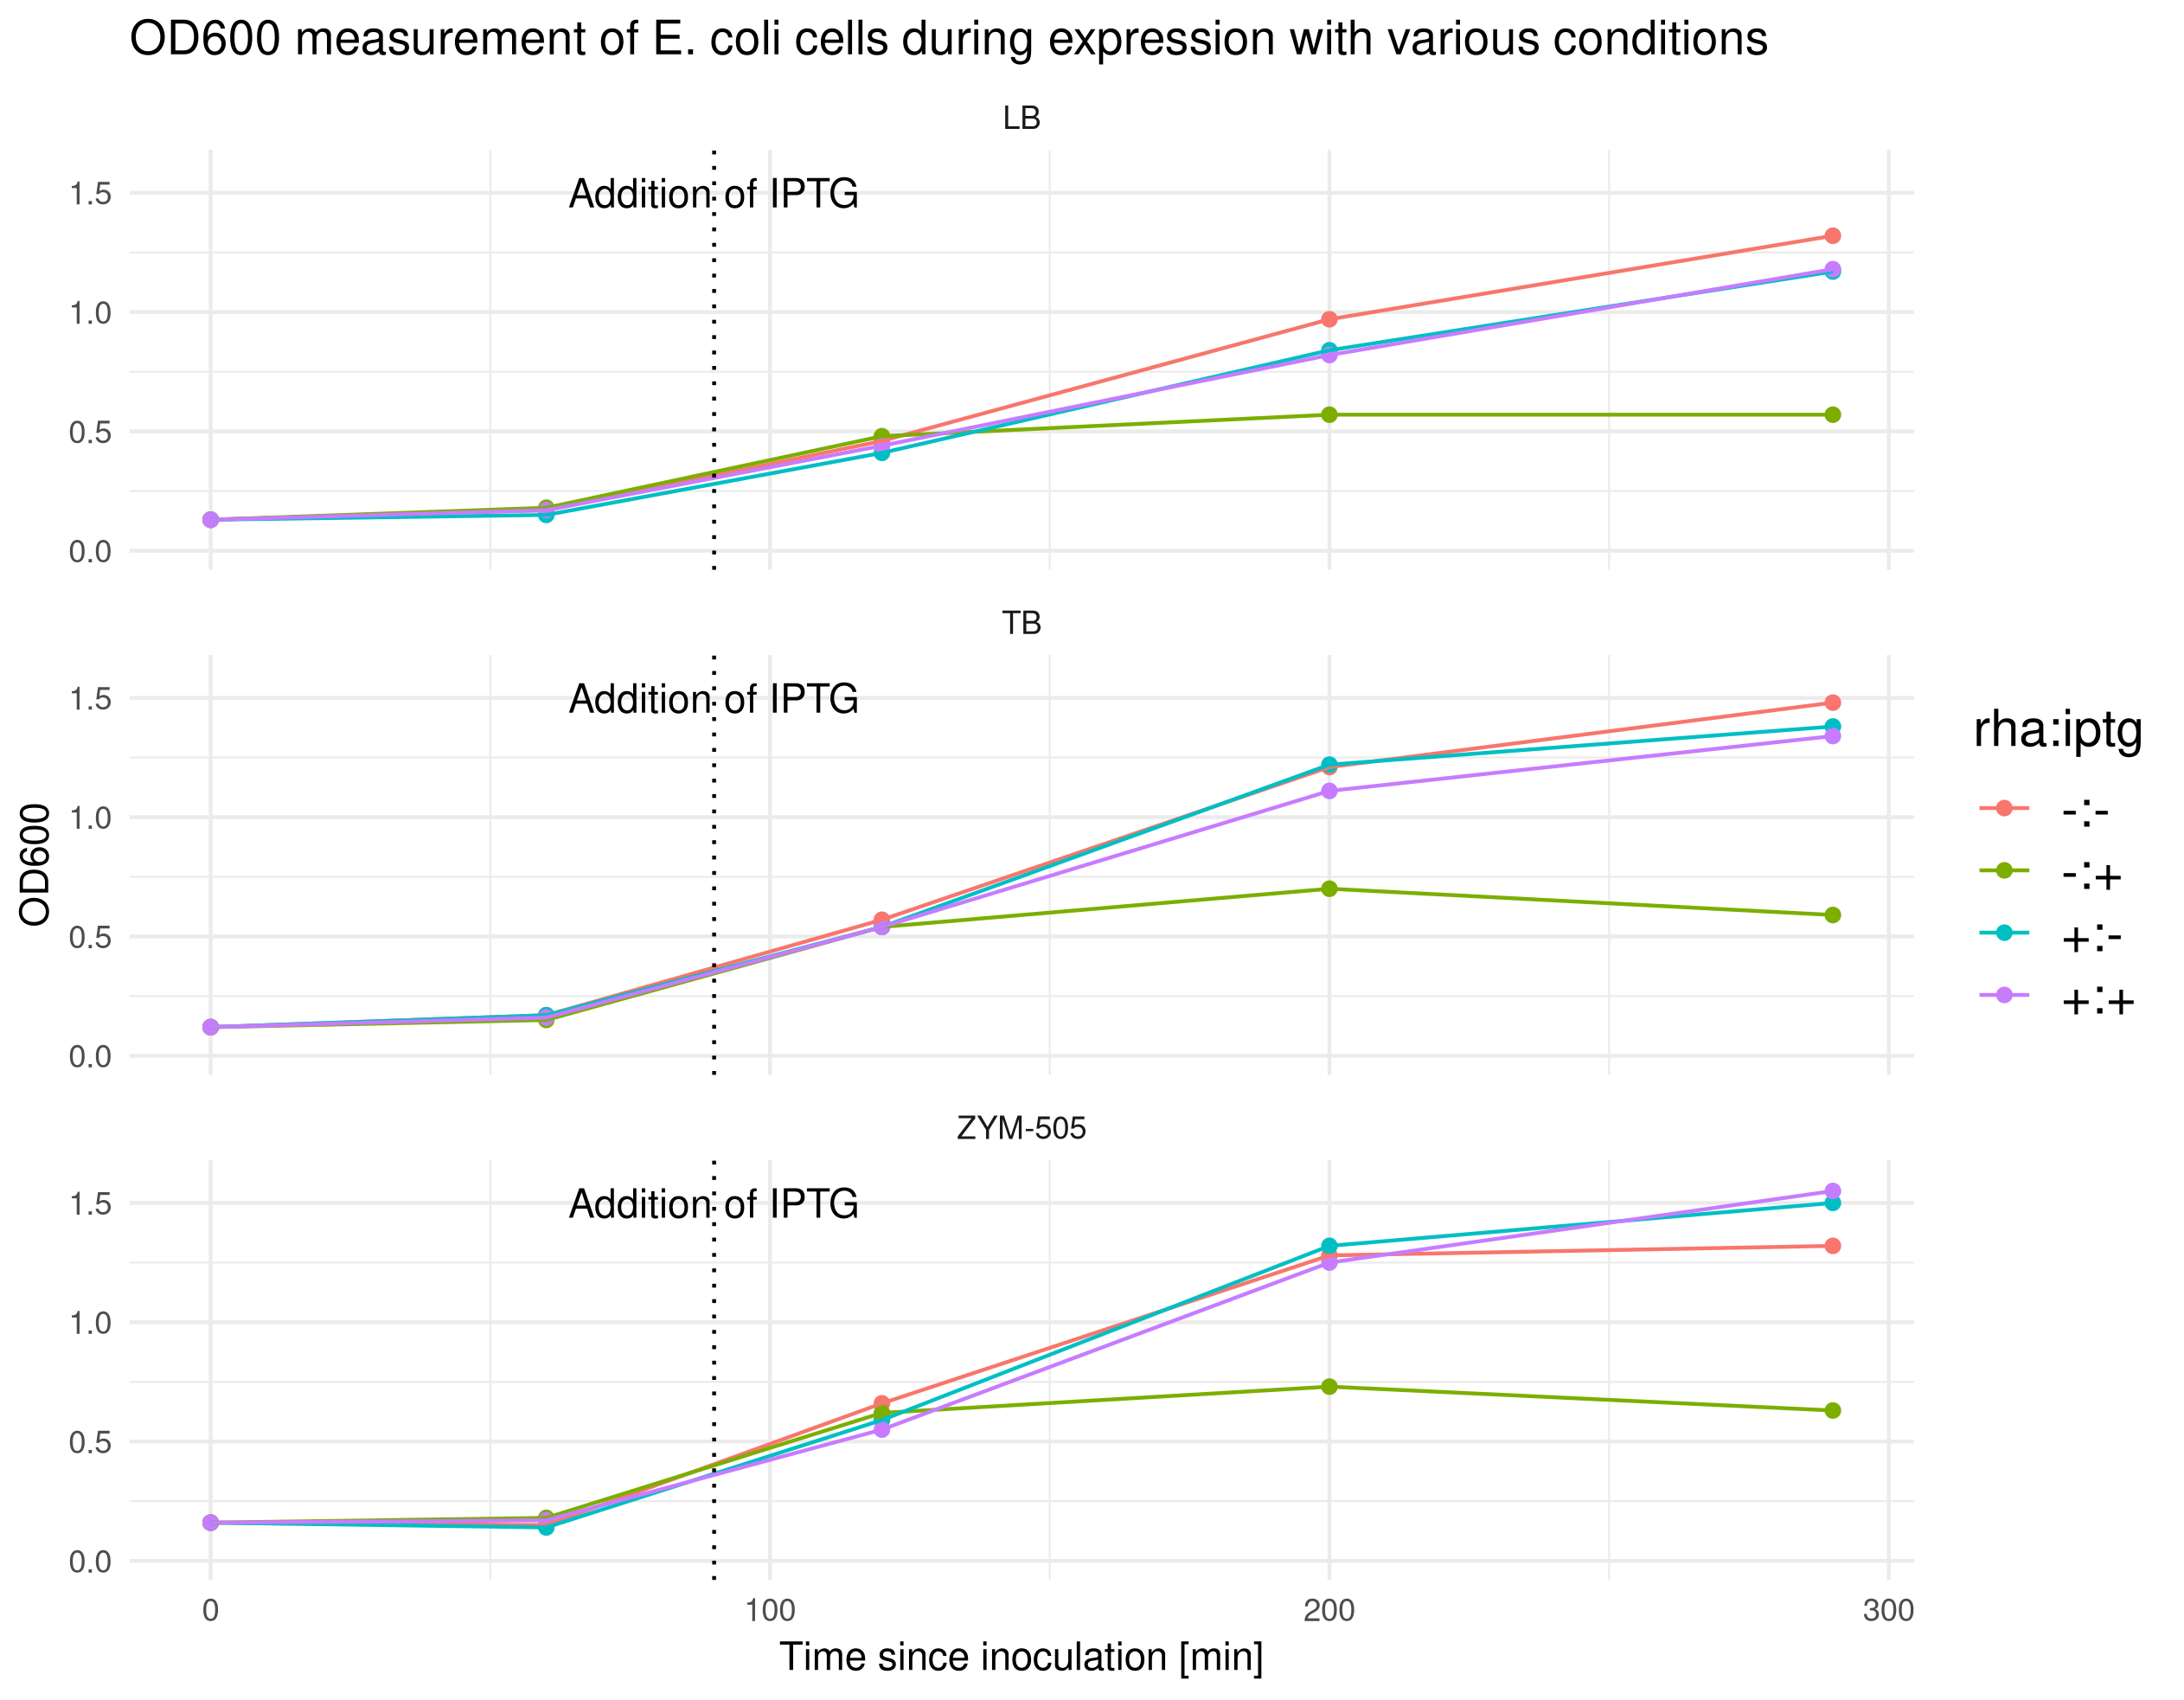 OD600 measurement of E. coli cells during expression with various conditions
LB
Addition of IPTG
1.5
1.0
0.5
0.0
TB
Addition of IPTG
1.5
1.0
0.5
0.0
ZYM-505
Addition of IPTG
1.5
1.0
0.5
0.0
0 100 200 300
Time since inoculation [min]
OD600
rha:iptg
-:-
-:+
+:-
+:+